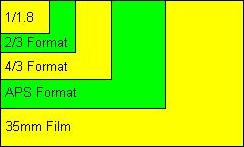 1/1.8
2/3 Format
4/3 Format
APS Format
35mm Film